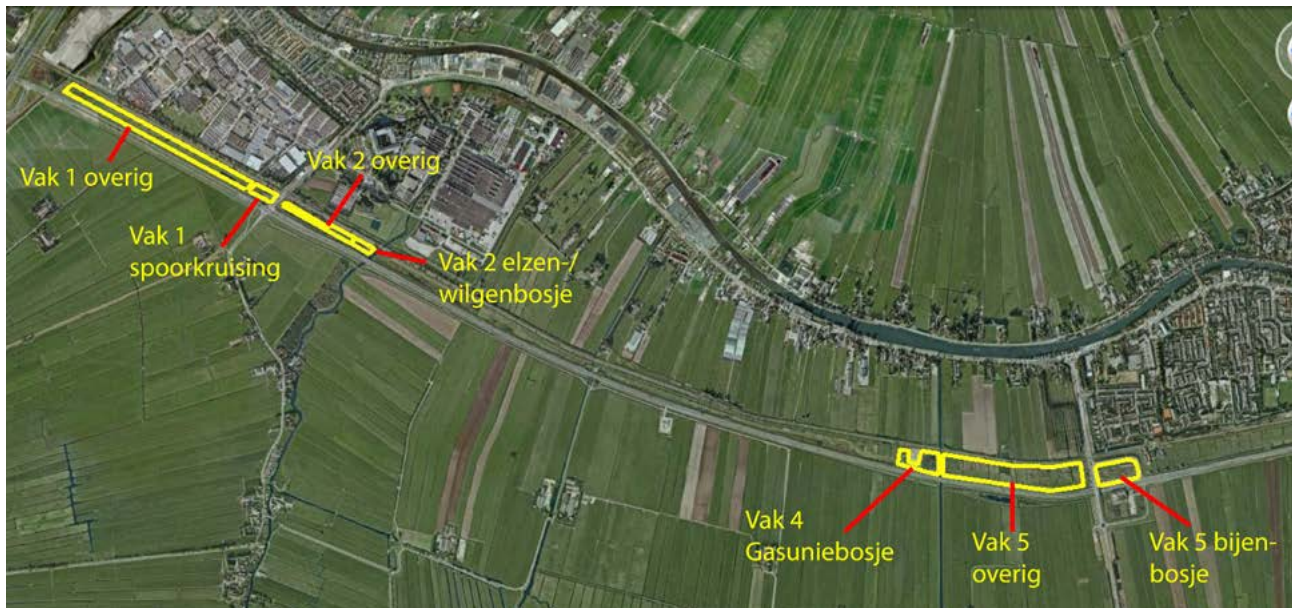 Vak 1 overig
Vak 1
spoorkruising
Vak 2 overig
Vak 2 elzen-/
wilgenbosje
Vak 4
Gasuniebosje
Vak 5
overig
Vak 5 bijen-
bosje